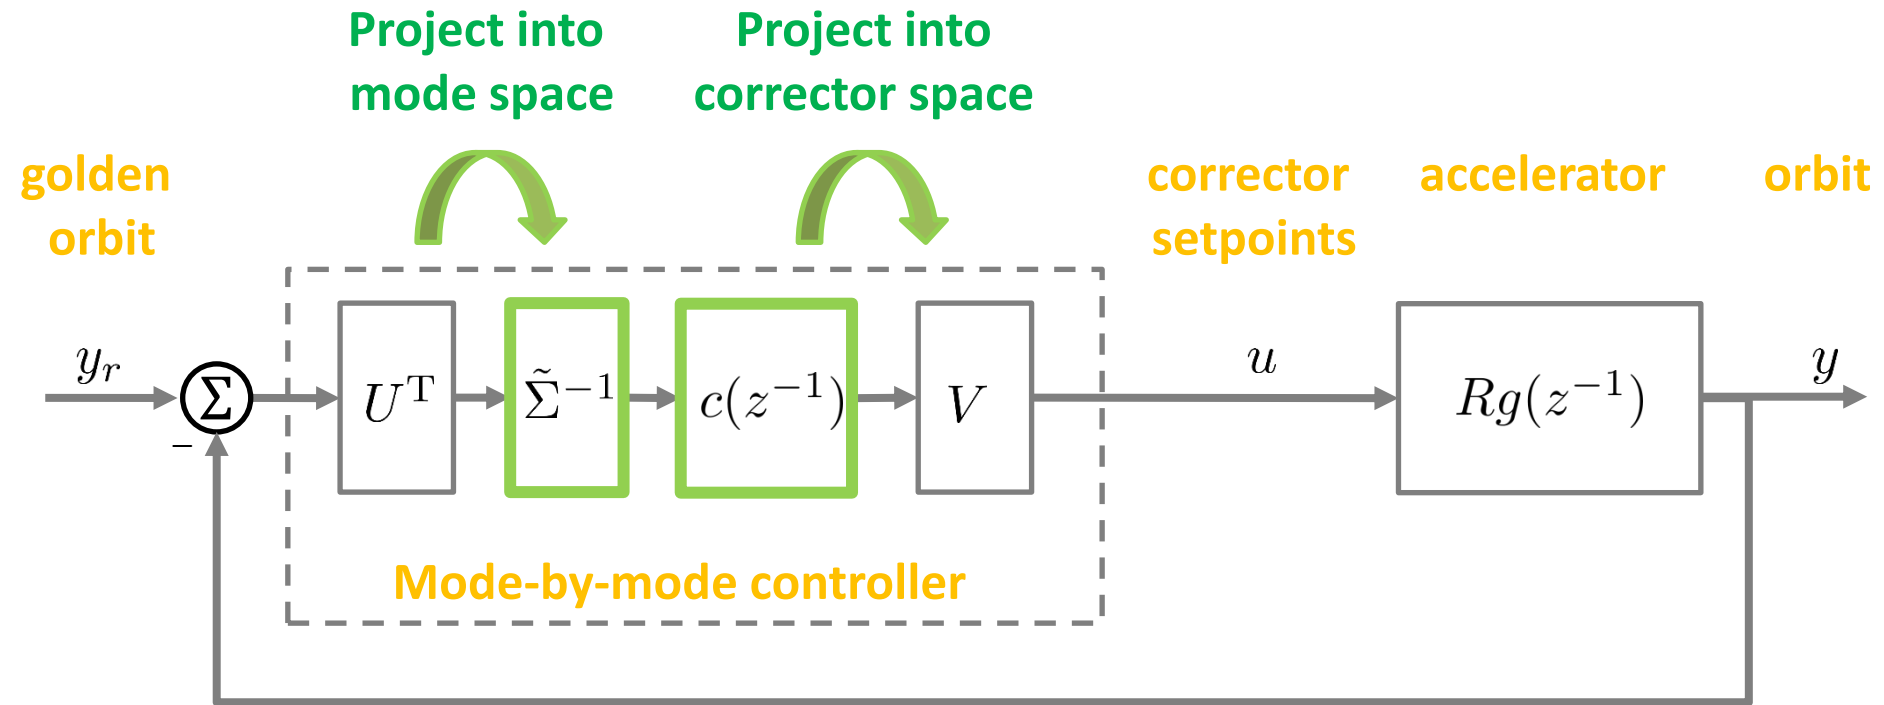 Project into
mode space
Project into
corrector space
golden
orbit
corrector
setpoints
accelerator
orbit
y_r
Σ
−
U^T
Σ̃^{−1}
c(z^{−1})
V
u
Rg(z^{−1})
y
Mode-by-mode controller